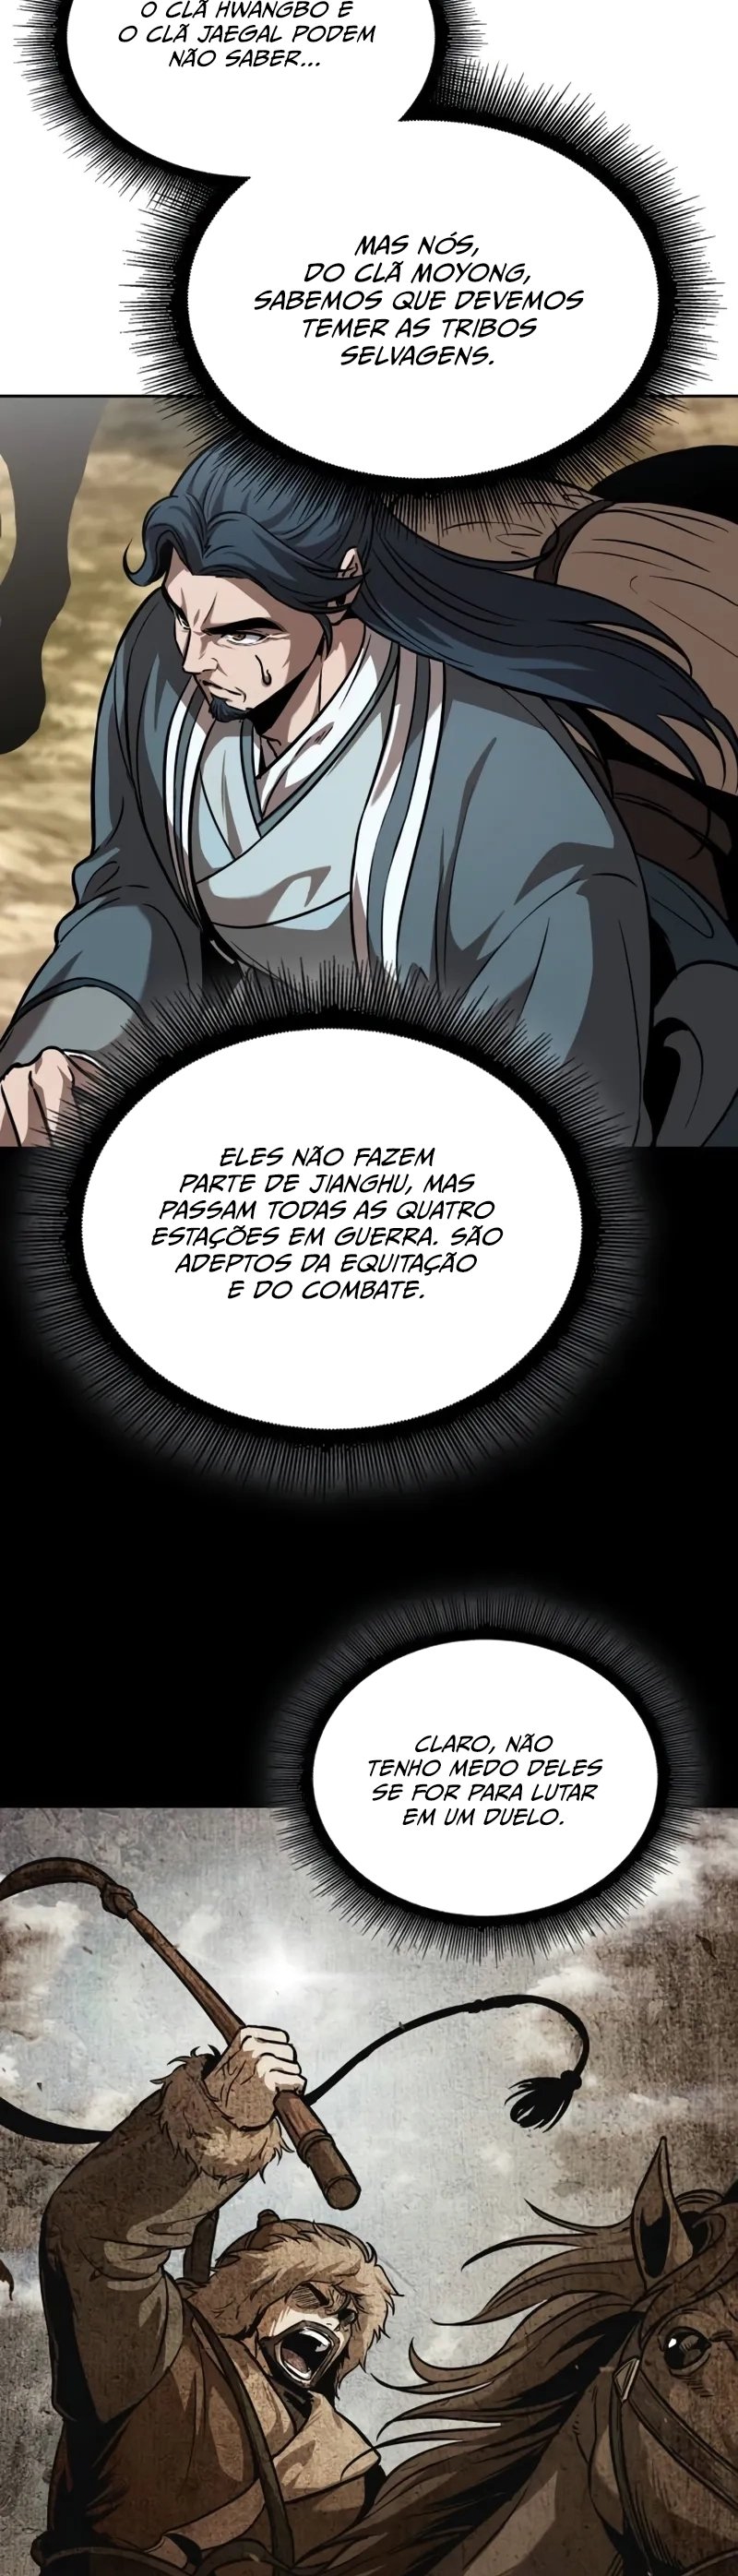 O CLÃ HWANGBO E
O CLÃ JAEGAL PODEM
NÃO SABER...
MAS NÓS,
DO CLÃ MOYONG,
SABEMOS QUE DEVEMOS
TEMER AS TRIBOS
SELVAGENS.
ELES NÃO FAZEM
PARTE DE JIANGHU, MAS
PASSAM TODAS AS QUATRO
ESTAÇÕES EM GUERRA. SÃO
ADEPTOS DA EQUITAÇÃO
E DO COMBATE.
CLARO, NÃO
TENHO MEDO DELES
SE FOR PARA LUTAR
EM UM DUELO.